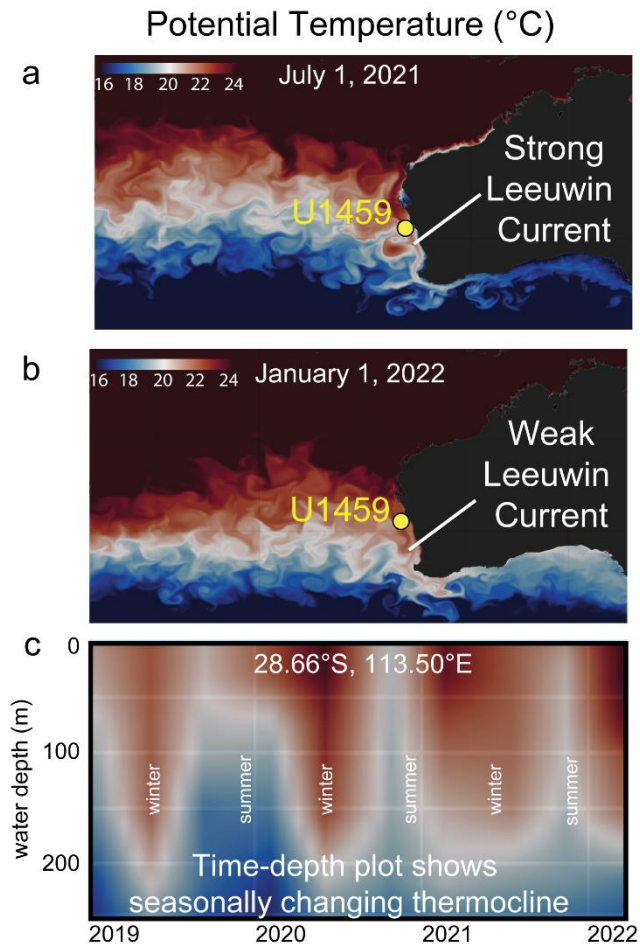 Potential Temperature (°C)
a
July 1, 2021
16 18 20 22 24
Strong
Leeuwin
Current
U1459
b
January 1, 2022
16 18 20 22 24
Weak
Leeuwin
Current
U1459
c
0
28.66°S, 113.50°E
water depth (m)
100
winter
summer
winter
summer
winter
summer
200
Time-depth plot shows
seasonally changing thermocline
2019 2020 2021 2022